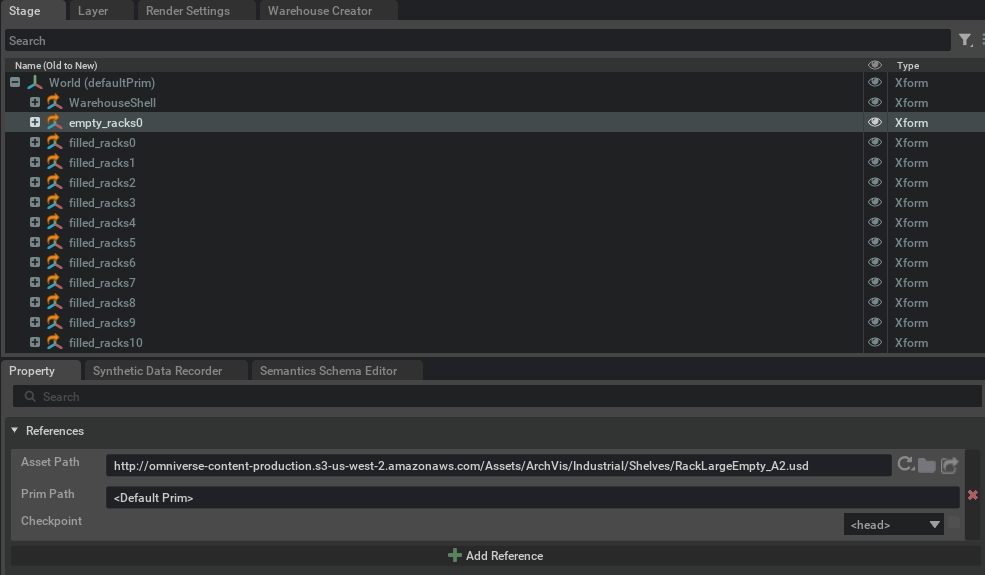 Stage Layer Render Settings Warehouse Creator
Search
Name (Old to New) Type
World (defaultPrim) Xform
WarehouseShell Xform
empty_racks0 Xform
filled_racks0 Xform
filled_racks1 Xform
filled_racks2 Xform
filled_racks3 Xform
filled_racks4 Xform
filled_racks5 Xform
filled_racks6 Xform
filled_racks7 Xform
filled_racks8 Xform
filled_racks9 Xform
filled_racks10 Xform
Property Synthetic Data Recorder Semantics Schema Editor
Search
References
Asset Path http://omniverse-content-production.s3-us-west-2.amazonaws.com/Assets/ArchVis/Industrial/Shelves/RackLargeEmpty_A2.usd
Prim Path <Default Prim>
Checkpoint <head>
Add Reference